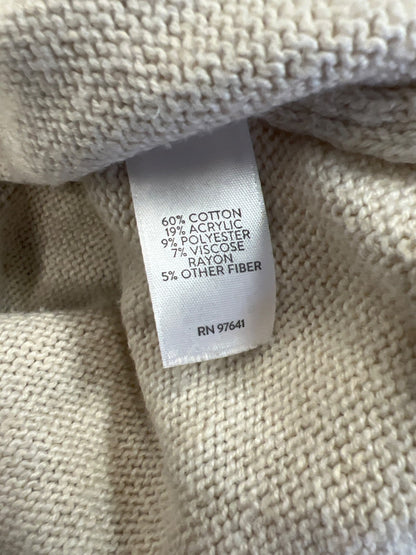 60% COTTON
19% ACRYLIC
9% POLYESTER
7% VISCOSE
RAYON
5% OTHER FIBER
RN 97641